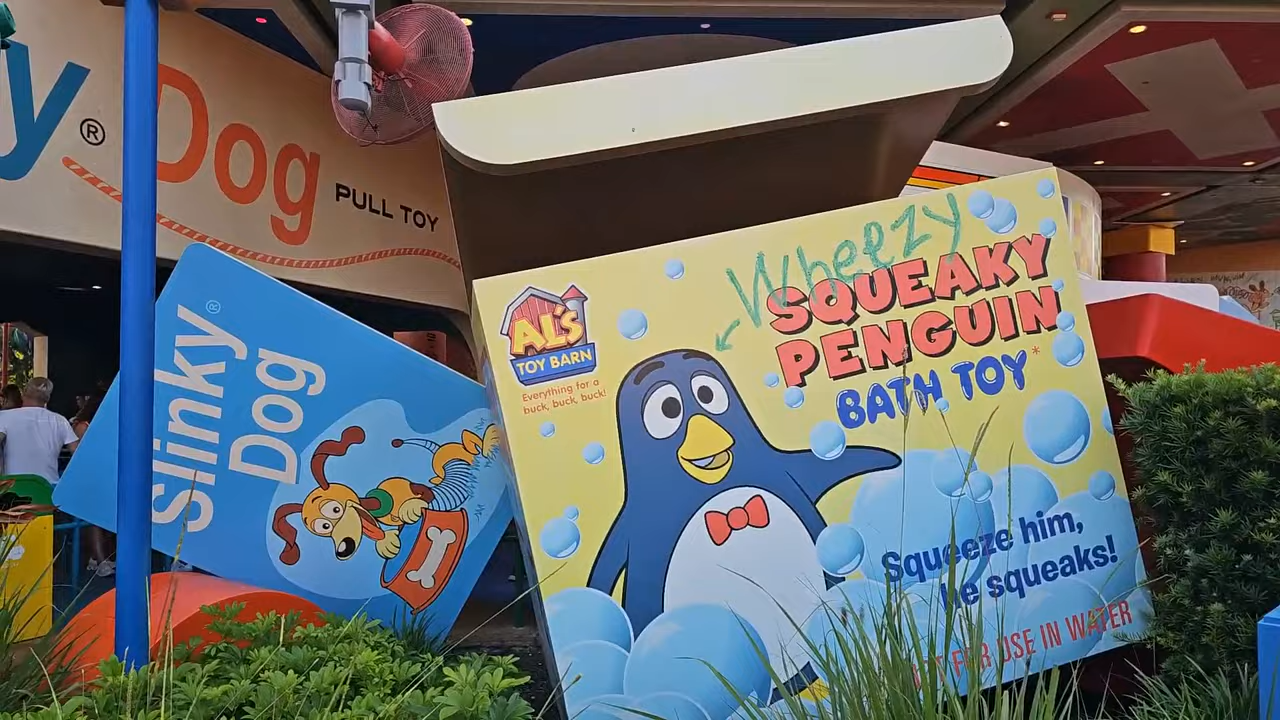 y® Dog
PULL TOY
Slinky®
Dog
AL'S
TOY BARN
Everything for a
buck, buck, buck!
Wheezy
SQUEAKY
PENGUIN
BATH TOY*
Squeeze him,
he squeaks!
NOT FOR USE IN WATER